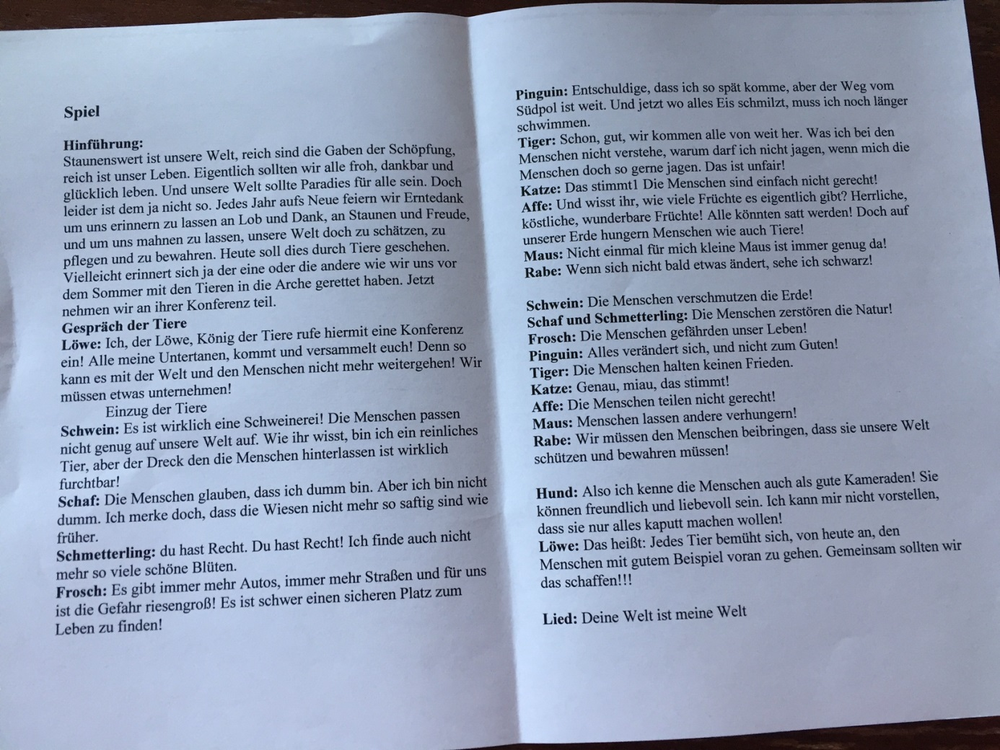 Spiel
Hinführung:
Staunenswert ist unsere Welt, reich sind die Gaben der Schöpfung,
reich ist unser Leben. Eigentlich sollten wir alle froh, dankbar und
glücklich leben. Und unsere Welt sollte Paradies für alle sein. Doch
leider ist dem ja nicht so. Jedes Jahr aufs Neue feiern wir Erntedank
um uns erinnern zu lassen an Lob und Dank, an Staunen und Freude,
und um uns mahnen zu lassen, unsere Welt doch zu schätzen, zu
pflegen und zu bewahren. Heute soll dies durch Tiere geschehen.
Vielleicht erinnert sich ja der eine oder die andere wie wir uns vor
dem Sommer mit den Tieren in die Arche gerettet haben. Jetzt
nehmen wir an ihrer Konferenz teil.
Gespräch der Tiere
Löwe: Ich, der Löwe, König der Tiere rufe hiermit eine Konferenz
ein! Alle meine Untertanen, kommt und versammelt euch! Denn so
kann es mit der Welt und den Menschen nicht mehr weitergehen! Wir
müssen etwas unternehmen!
Einzug der Tiere
Schwein: Es ist wirklich eine Schweinerei! Die Menschen passen
nicht genug auf unsere Welt auf. Wie ihr wisst, bin ich ein reinliches
Tier, aber der Dreck den die Menschen hinterlassen ist wirklich
furchtbar!
Schaf: Die Menschen glauben, dass ich dumm bin. Aber ich bin nicht
dumm. Ich merke doch, dass die Wiesen nicht mehr so saftig sind wie
früher.
Schmetterling: du hast Recht. Du hast Recht! Ich finde auch nicht
mehr so viele schöne Blüten.
Frosch: Es gibt immer mehr Autos, immer mehr Straßen und für uns
ist die Gefahr riesengroß! Es ist schwer einen sicheren Platz zum
Leben zu finden!
Pinguin: Entschuldige, dass ich so spät komme, aber der Weg vom
Südpol ist weit. Und jetzt wo alles Eis schmilzt, muss ich noch länger
schwimmen.
Tiger: Schon, gut, wir kommen alle von weit her. Was ich bei den
Menschen nicht verstehe, warum darf ich nicht jagen, wenn mich die
Menschen doch so gerne jagen. Das ist unfair!
Katze: Das stimmt1 Die Menschen sind einfach nicht gerecht!
Affe: Und wisst ihr, wie viele Früchte es eigentlich gibt? Herrliche,
köstliche, wunderbare Früchte! Alle könnten satt werden! Doch auf
unserer Erde hungern Menschen wie auch Tiere!
Maus: Nicht einmal für mich kleine Maus ist immer genug da!
Rabe: Wenn sich nicht bald etwas ändert, sehe ich schwarz!
Schwein: Die Menschen verschmutzen die Erde!
Schaf und Schmetterling: Die Menschen zerstören die Natur!
Frosch: Die Menschen gefährden unser Leben!
Pinguin: Alles verändert sich, und nicht zum Guten!
Tiger: Die Menschen halten keinen Frieden.
Katze: Genau, miau, das stimmt!
Affe: Die Menschen teilen nicht gerecht!
Maus: Menschen lassen andere verhungern!
Rabe: Wir müssen den Menschen beibringen, dass sie unsere Welt
schützen und bewahren müssen!
Hund: Also ich kenne die Menschen auch als gute Kameraden! Sie
können freundlich und liebevoll sein. Ich kann mir nicht vorstellen,
dass sie nur alles kaputt machen wollen!
Löwe: Das heißt: Jedes Tier bemüht sich, von heute an, den
Menschen mit gutem Beispiel voran zu gehen. Gemeinsam sollten wir
das schaffen!!!
Lied: Deine Welt ist meine Welt